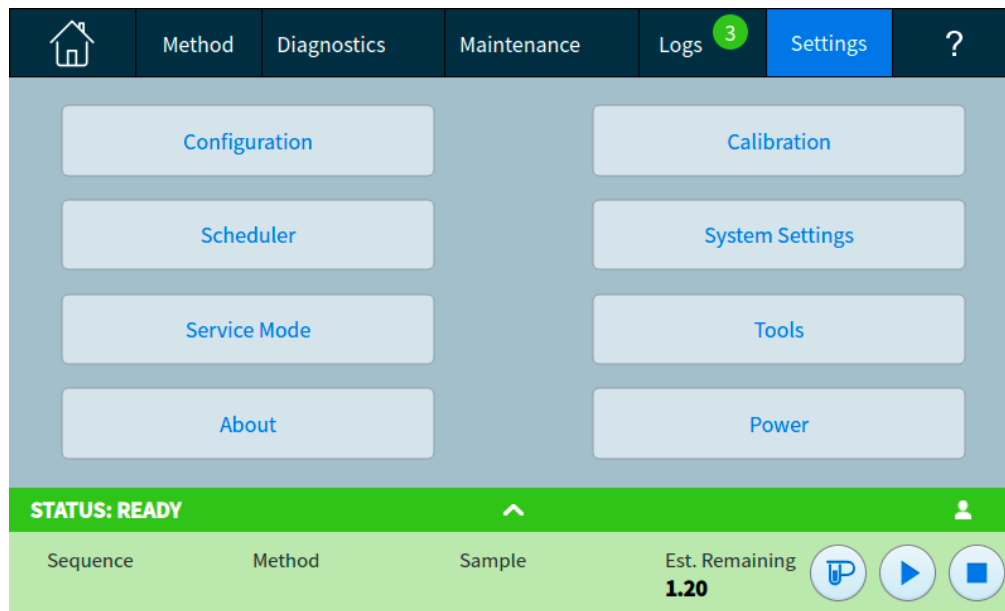 Method Diagnostics Maintenance Logs 3 Settings ?
Configuration Calibration
Scheduler System Settings
Service Mode Tools
About Power
STATUS: READY
Sequence Method Sample Est. Remaining
1.20